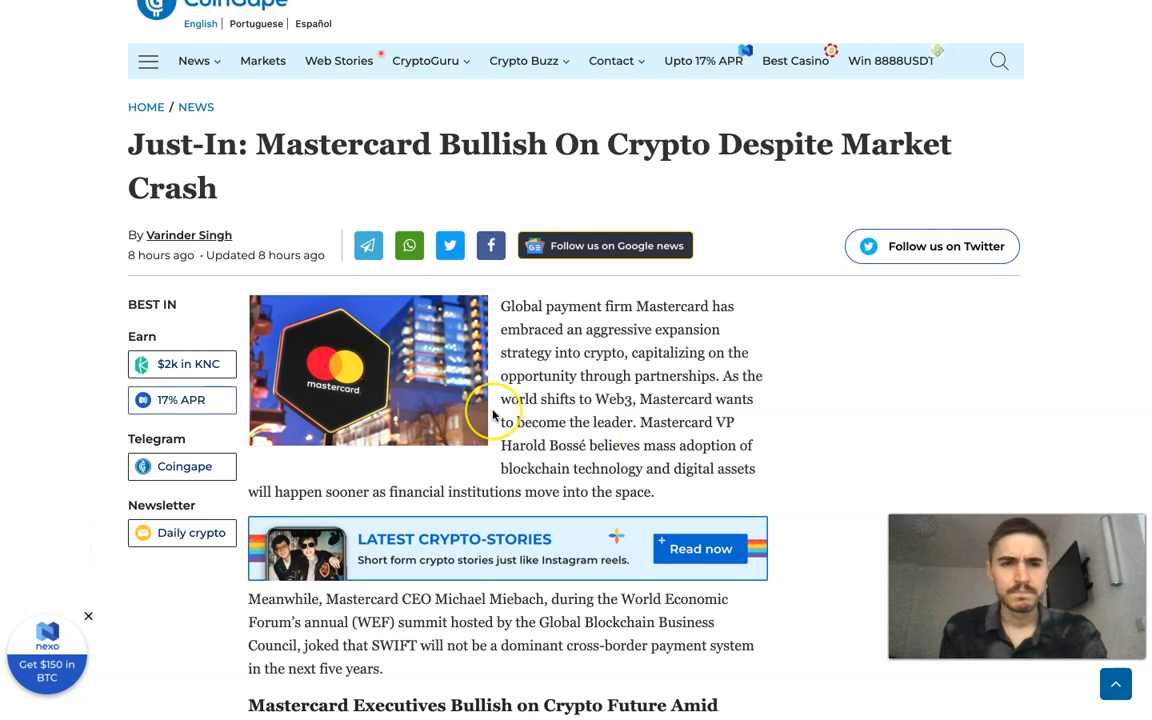 CoinGape
English | Portuguese | Español
News Markets Web Stories CryptoGuru Crypto Buzz Contact Upto 17% APR Best Casino Win 8888USDT
HOME / NEWS
Just-In: Mastercard Bullish On Crypto Despite Market
Crash
By Varinder Singh
8 hours ago · Updated 8 hours ago
Follow us on Google news
Follow us on Twitter
BEST IN
Earn
$2k in KNC
17% APR
Telegram
Coingape
Newsletter
Daily crypto
mastercard
Global payment firm Mastercard has
embraced an aggressive expansion
strategy into crypto, capitalizing on the
opportunity through partnerships. As the
world shifts to Web3, Mastercard wants
to become the leader. Mastercard VP
Harold Bossé believes mass adoption of
blockchain technology and digital assets
will happen sooner as financial institutions move into the space.
LATEST CRYPTO-STORIES
Short form crypto stories just like Instagram reels.
Read now
Meanwhile, Mastercard CEO Michael Miebach, during the World Economic
Forum's annual (WEF) summit hosted by the Global Blockchain Business
Council, joked that SWIFT will not be a dominant cross-border payment system
in the next five years.
Mastercard Executives Bullish on Crypto Future Amid
nexo
Get $150 in
BTC